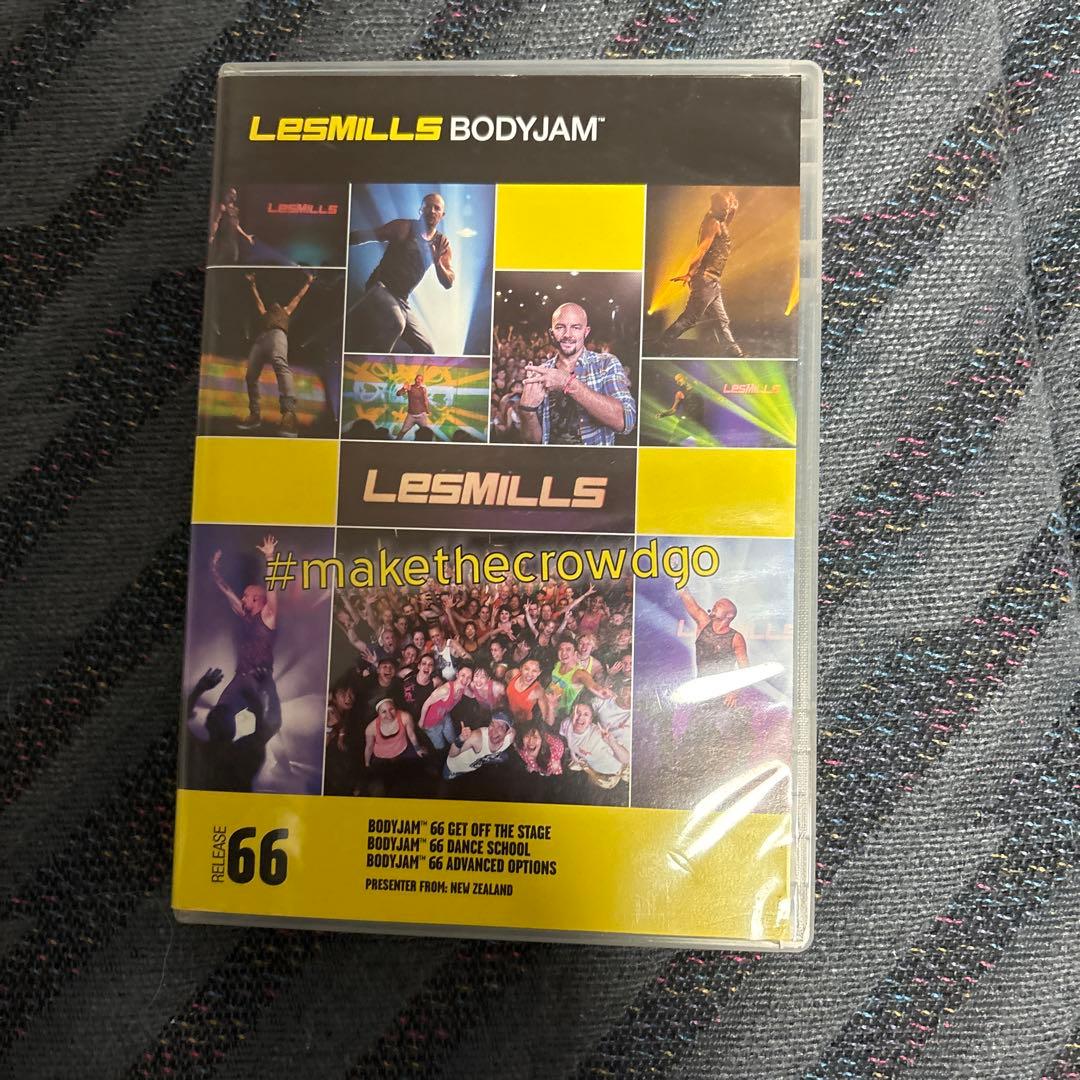 LESMILLS BODYJAM™
LESMILLS
LESMILLS
LESMILLS
#makethecrowdgo
RELEASE 66
BODYJAM™ 66 GET OFF THE STAGE
BODYJAM™ 66 DANCE SCHOOL
BODYJAM™ 66 ADVANCED OPTIONS
PRESENTER FROM: NEW ZEALAND